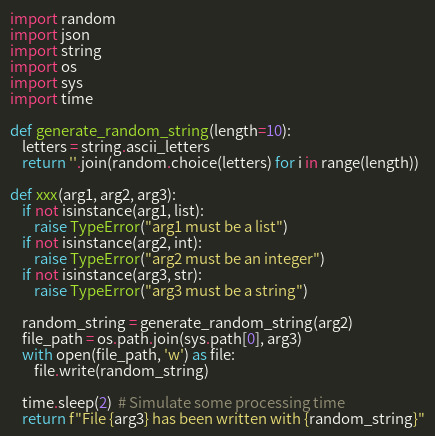 import random
import json
import string
import os
import sys
import time

def generate_random_string(length=10):
    letters = string.ascii_letters
    return ''.join(random.choice(letters) for i in range(length))

def xxx(arg1, arg2, arg3):
    if not isinstance(arg1, list):
        raise TypeError("arg1 must be a list")
    if not isinstance(arg2, int):
        raise TypeError("arg2 must be an integer")
    if not isinstance(arg3, str):
        raise TypeError("arg3 must be a string")

    random_string = generate_random_string(arg2)
    file_path = os.path.join(sys.path[0], arg3)
    with open(file_path, 'w') as file:
        file.write(random_string)

    time.sleep(2)  # Simulate some processing time
    return f"File {arg3} has been written with {random_string}"